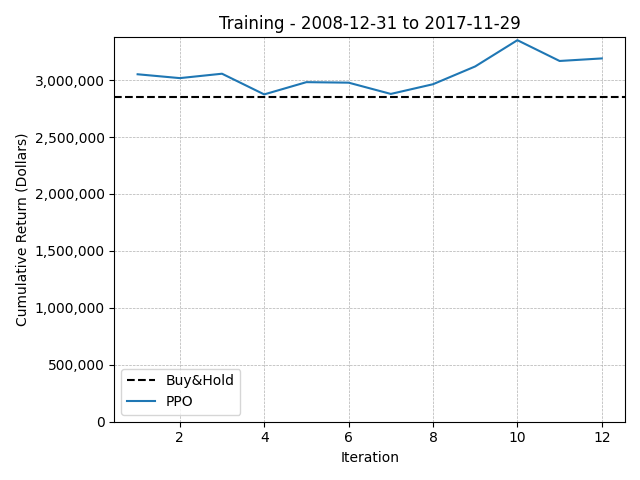 Training - 2008-12-31 to 2017-11-29
Cumulative Return (Dollars)
3,000,000
2,500,000
2,000,000
1,500,000
1,000,000
500,000
0
Buy&Hold
PPO
2 4 6 8 10 12
Iteration